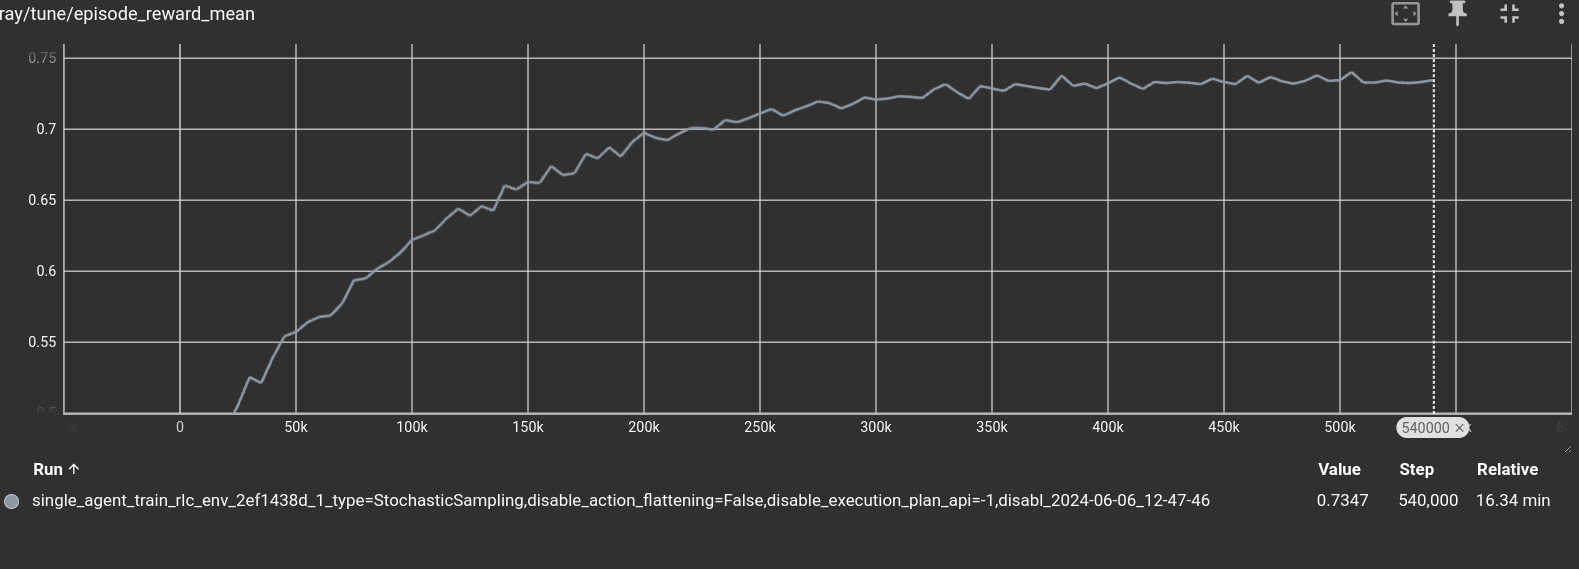 ray/tune/episode_reward_mean
0.75
0.7
0.65
0.6
0.55
0.5
0 50k 100k 150k 200k 250k 300k 350k 400k 450k 500k 540000 ×
Run ↑ Value Step Relative
single_agent_train_rlc_env_2ef1438d_1_type=StochasticSampling,disable_action_flattening=False,disable_execution_plan_api=-1,disabl_2024-06-06_12-47-46 0.7347 540,000 16.34 min